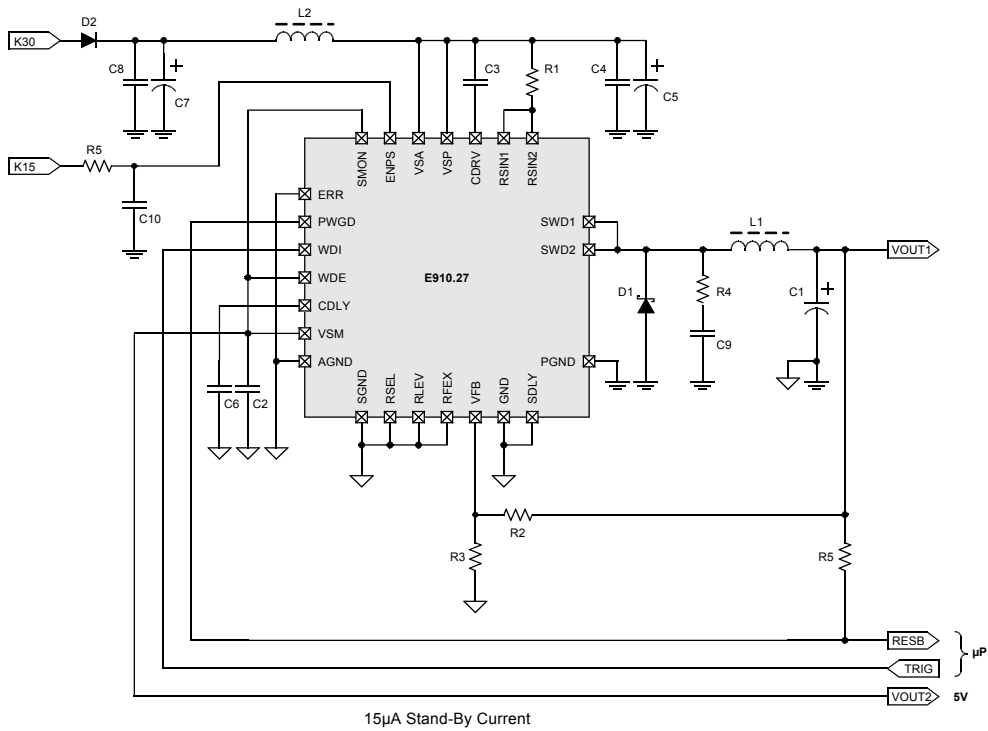 L2
D2
K30
C8
C7
C3
R1
C4
C5
K15
R5
C10
SMON
ENPS
VSA
VSP
CDRV
RSIN1
RSIN2
ERR
PWGD
WDI
WDE
CDLY
VSM
AGND
E910.27
SWD1
SWD2
PGND
L1
VOUT1
D1
R4
C9
C1
C6
C2
SGND
RSEL
RLEV
RFEX
VFB
GND
SDLY
R2
R3
R5
RESB
TRIG
µP
VOUT2
5V
15µA Stand-By Current